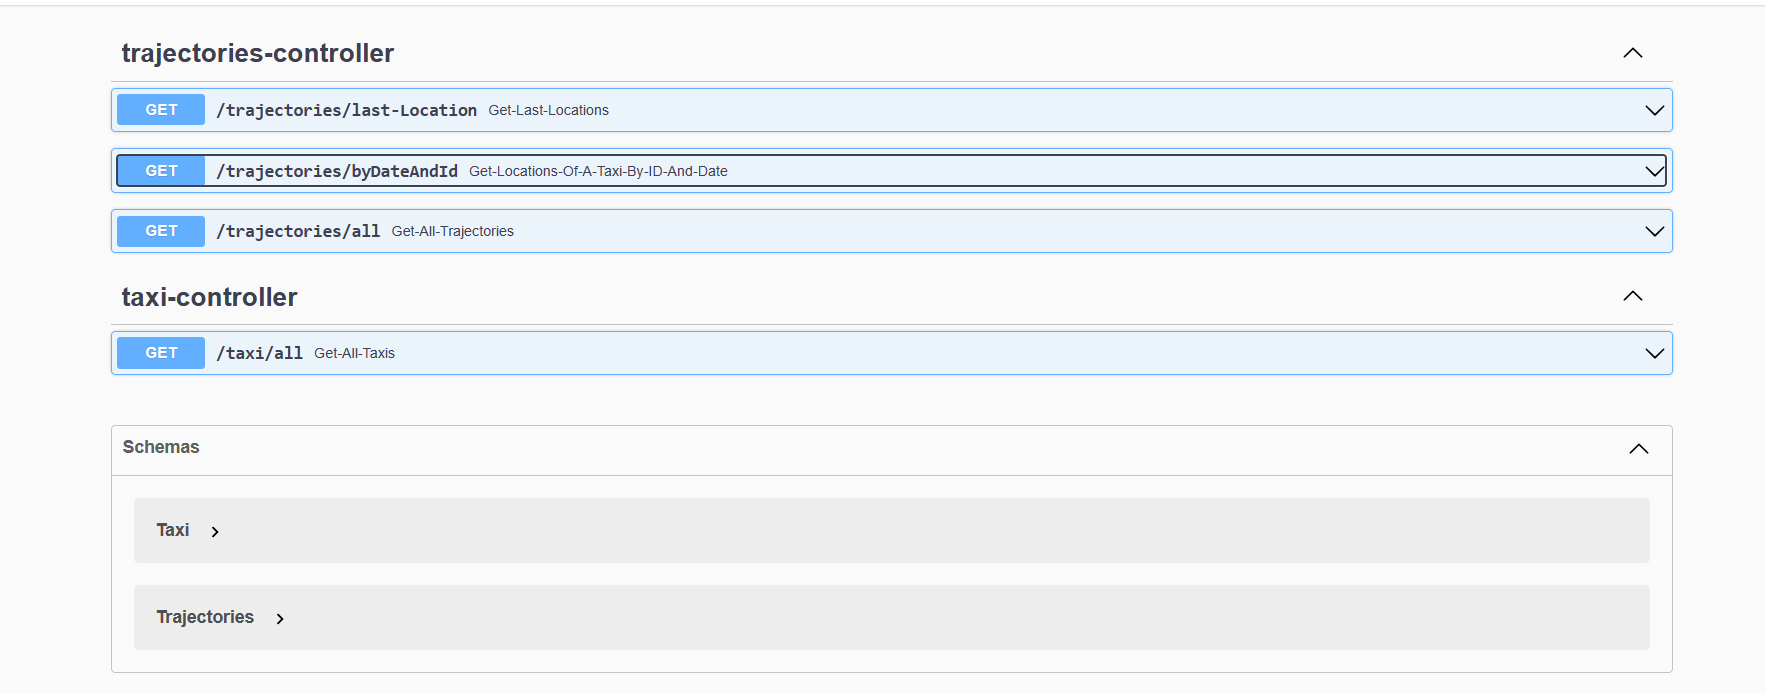 trajectories-controller
GET /trajectories/last-Location Get-Last-Locations
GET /trajectories/byDateAndId Get-Locations-Of-A-Taxi-By-ID-And-Date
GET /trajectories/all Get-All-Trajectories
taxi-controller
GET /taxi/all Get-All-Taxis
Schemas
Taxi
Trajectories